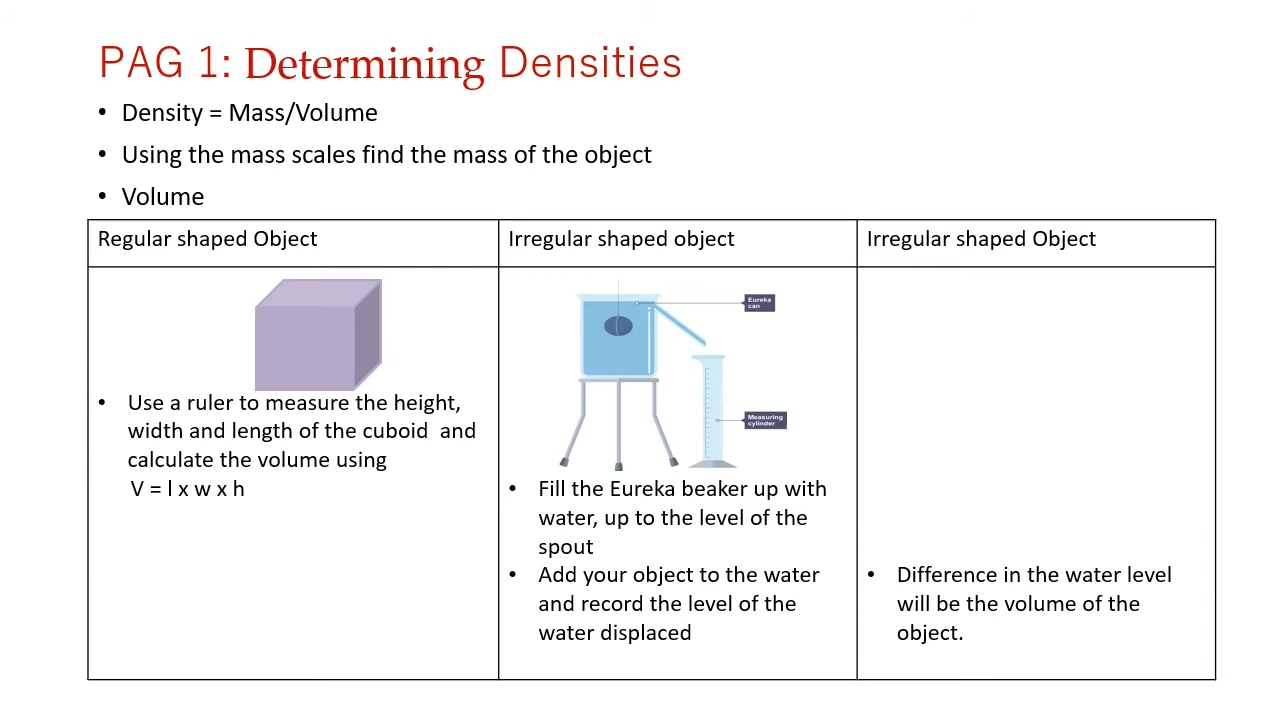 PAG 1: Determining Densities
• Density = Mass/Volume
• Using the mass scales find the mass of the object
• Volume
Regular shaped Object
Irregular shaped object
Irregular shaped Object
• Use a ruler to measure the height,
width and length of the cuboid and
calculate the volume using
V = l x w x h
Eureka
can
Measuring
cylinder
• Fill the Eureka beaker up with
water, up to the level of the
spout
• Add your object to the water
and record the level of the
water displaced
• Difference in the water level
will be the volume of the
object.